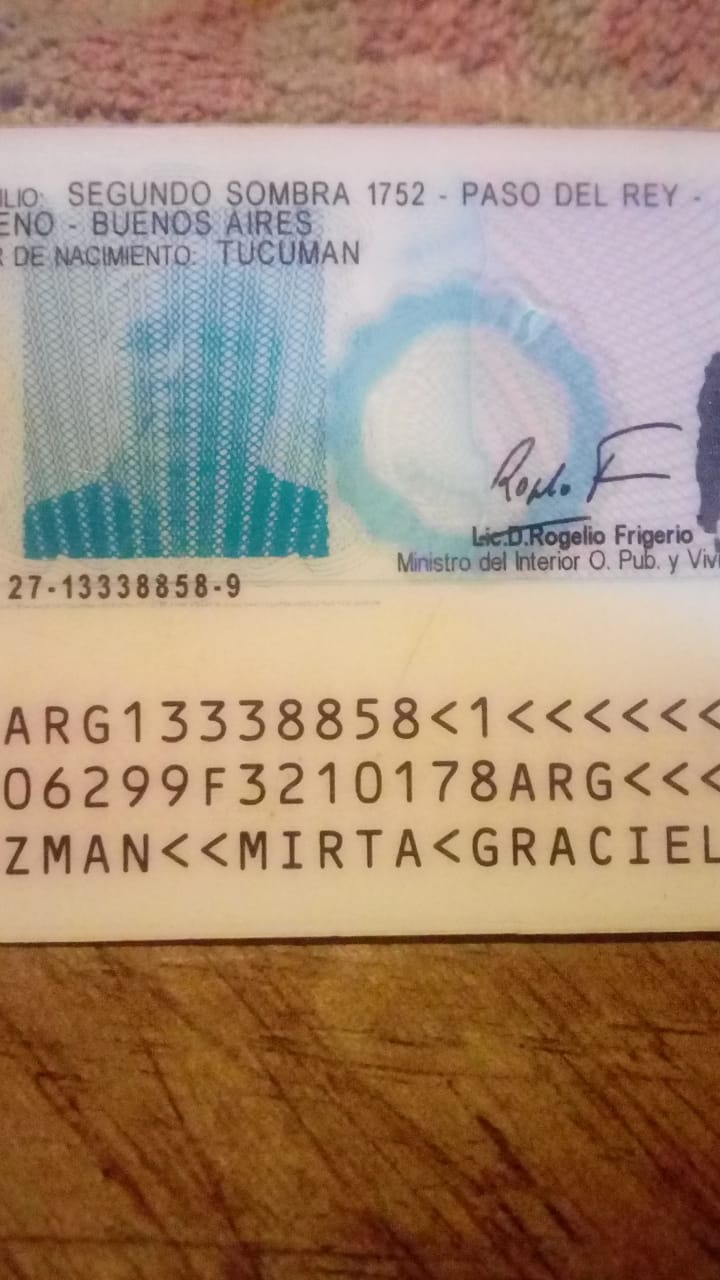 ILIO: SEGUNDO SOMBRA 1752 - PASO DEL REY -
ENO - BUENOS AIRES
R DE NACIMIENTO: TUCUMAN
Lic.D.Rogelio Frigerio
Ministro del Interior O. Pub. y Vivi
27-13338858-9
ARG13338858<1<<<<<<
06299F3210178ARG<<<
ZMAN<<MIRTA<GRACIEL